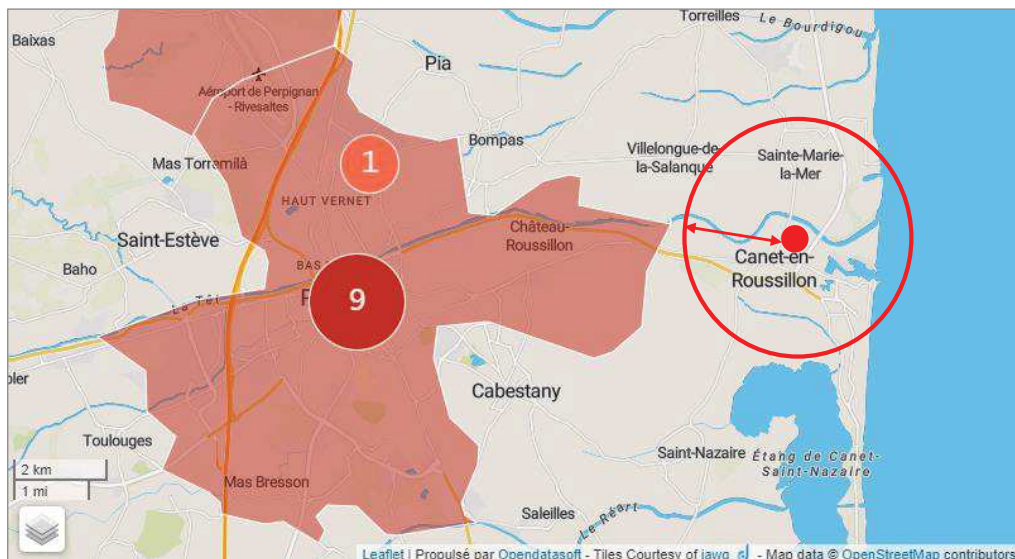 Torreilles
Le Bourdigou
Baixas
Pia
Aéroport de Perpignan
- Rivesaltes
Bompas
Villelongue-de-
la-Salanque
Sainte-Marie-
la-Mer
Mas Torremilà
1
HAUT VERNET
Château-
Roussillon
Saint-Estève
Canet-en-
Roussillon
Baho
BAS
9
La Têt
Cabestany
Toulouges
Saint-Nazaire
Étang de Canet-
Saint-Nazaire
2 km
1 mi
Mas Bresson
Saleilles
Le Réart
Leaflet | Propulsé par Opendatasoft - Tiles Courtesy of jawg - Map data © OpenStreetMap contributors